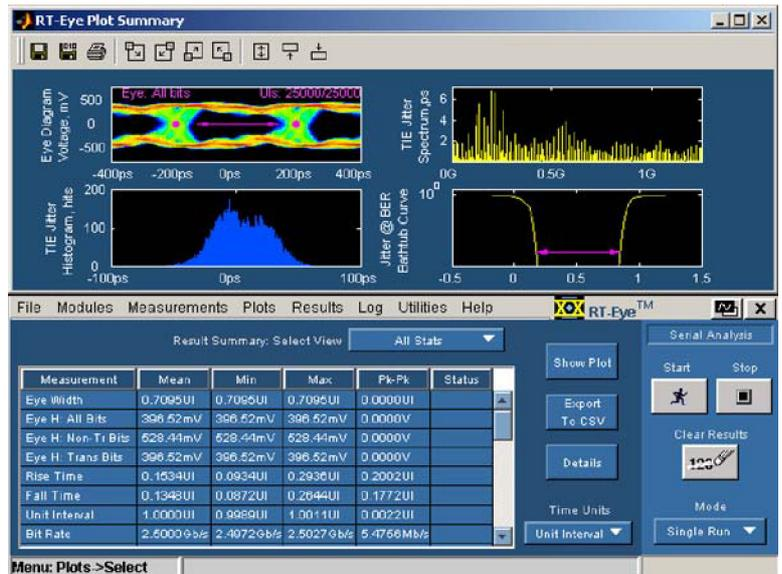 RT-Eye Plot Summary
Eye Diagram
Voltage, mV
500
0
-500
Eye: All bits
UIs: 25000/25000
-400ps -200ps 0ps 200ps 400ps
TIE Jitter
Spectrum,ps
6
4
2
0G 0.5G 1G
TIE Jitter
Histogram, hits
200
100
0
-100ps 0ps 100ps
Jitter @ BER
Bathtub Curve
10^0
-0.5 0 0.5 1 1.5
File Modules Measurements Plots Results Log Utilities Help
RT-Eye™
X
Result Summary: Select View
All Stats
Measurement Mean Min Max Pk-Pk Status
Eye Width 0.7095UI 0.7095UI 0.7095UI 0.0000UI
Eye H: All Bits 396.52mV 396.52mV 396.52mV 0.0000V
Eye H: Non-Tr Bits 528.44mV 528.44mV 528.44mV 0.0000V
Eye H: Trans Bits 396.52mV 396.52mV 396.52mV 0.0000V
Rise Time 0.1534UI 0.0934UI 0.2936UI 0.2002UI
Fall Time 0.1348UI 0.0872UI 0.2644UI 0.1772UI
Unit Interval 1.0000UI 0.9989UI 1.0011UI 0.0022UI
Bit Rate 2.5000Gb/s 2.4972Gb/s 2.5027Gb/s 5.4756Mb/s
Show Plot
Export
To CSV
Details
Time Units
Unit Interval
Serial Analysis
Start Stop
Clear Results
123
Mode
Single Run
Menu: Plots->Select